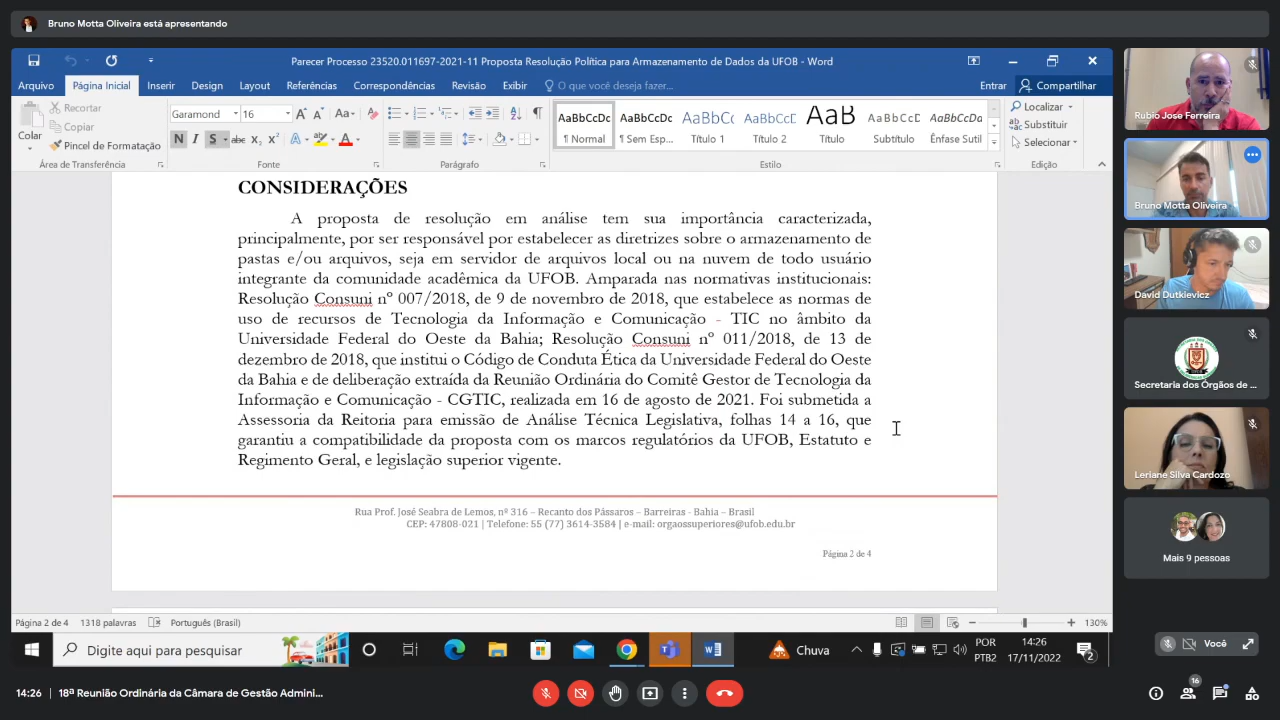 Bruno Motta Oliveira está apresentando
Parecer Processo 23520.011697-2021-11 Proposta Resolução Política para Armazenamento de Dados da UFOB - Word
Arquivo Página Inicial Inserir Design Layout Referências Correspondências Revisão Exibir O que você deseja fazer... Entrar Compartilhar
Colar
Recortar
Copiar
Pincel de Formatação
Área de Transferência
Garamond 16
Fonte
Parágrafo
AaBbCcDc AaBbCcDc AaBbC AaBbCcD AaB AaBbCcD AaBbCcDa
¶ Normal ¶ Sem Esp... Título 1 Título 2 Título Subtítulo Ênfase Sutil
Estilo
Localizar
Substituir
Selecionar
Edição
CONSIDERAÇÕES
A proposta de resolução em análise tem sua importância caracterizada,
principalmente, por ser responsável por estabelecer as diretrizes sobre o armazenamento de
pastas e/ou arquivos, seja em servidor de arquivos local ou na nuvem de todo usuário
integrante da comunidade acadêmica da UFOB. Amparada nas normativas institucionais:
Resolução Consuni nº 007/2018, de 9 de novembro de 2018, que estabelece as normas de
uso de recursos de Tecnologia da Informação e Comunicação - TIC no âmbito da
Universidade Federal do Oeste da Bahia; Resolução Consuni nº 011/2018, de 13 de
dezembro de 2018, que institui o Código de Conduta Ética da Universidade Federal do Oeste
da Bahia e de deliberação extraída da Reunião Ordinária do Comitê Gestor de Tecnologia da
Informação e Comunicação - CGTIC, realizada em 16 de agosto de 2021. Foi submetida a
Assessoria da Reitoria para emissão de Análise Técnica Legislativa, folhas 14 a 16, que
garantiu a compatibilidade da proposta com os marcos regulatórios da UFOB, Estatuto e
Regimento Geral, e legislação superior vigente.
Rua Prof. José Seabra de Lemos, nº 316 – Recanto dos Pássaros – Barreiras - Bahia – Brasil
CEP: 47808-021 | Telefone: 55 (77) 3614-3584 | e-mail: orgaossuperiores@ufob.edu.br
Página 2 de 4
Página 2 de 4 1318 palavras Português (Brasil) 130%
Digite aqui para pesquisar
Chuva
POR
PTB2
14:26
17/11/2022
2
Rubio Jose Ferreira
Bruno Motta Oliveira
David Dutkievicz
Secretaria dos Órgãos de ...
Leriane Silva Cardozo
Mais 9 pessoas
Você
14:26 18ª Reunião Ordinária da Câmara de Gestão Admini...
16